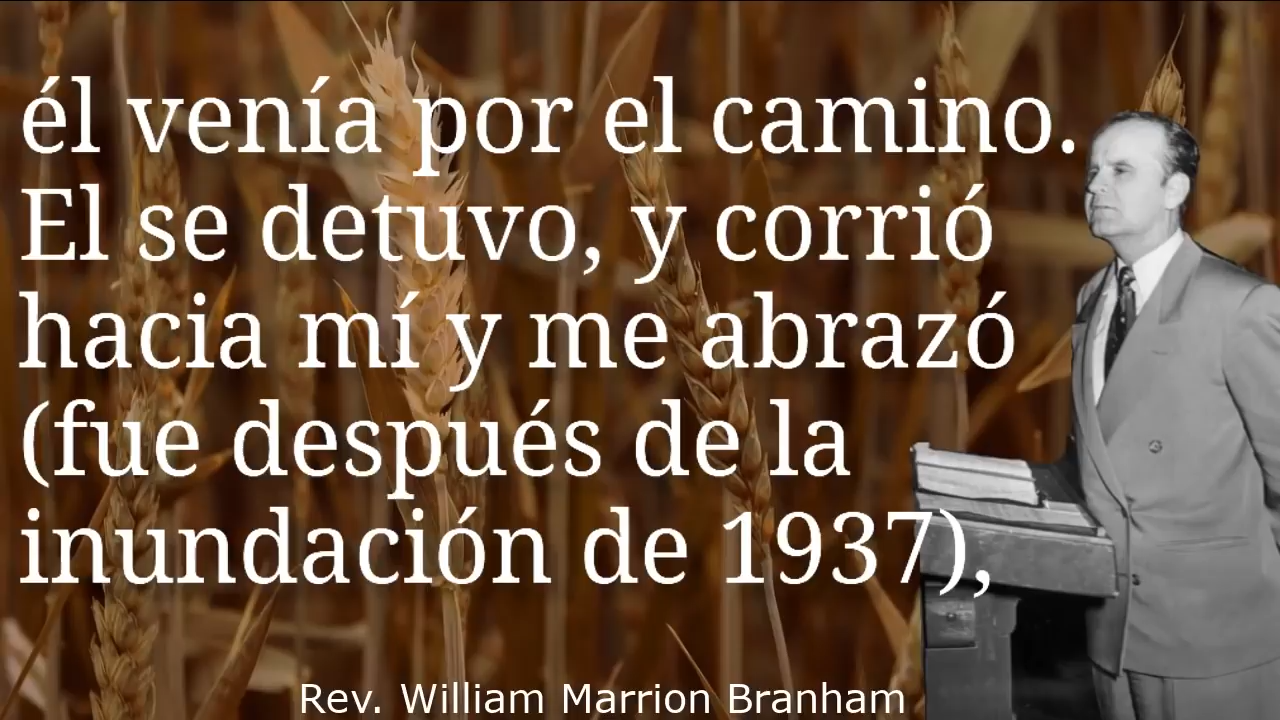 él venía por el camino.
El se detuvo, y corrió
hacia mí y me abrazó
(fue después de la
inundación de 1937),
Rev. William Marrion Branham